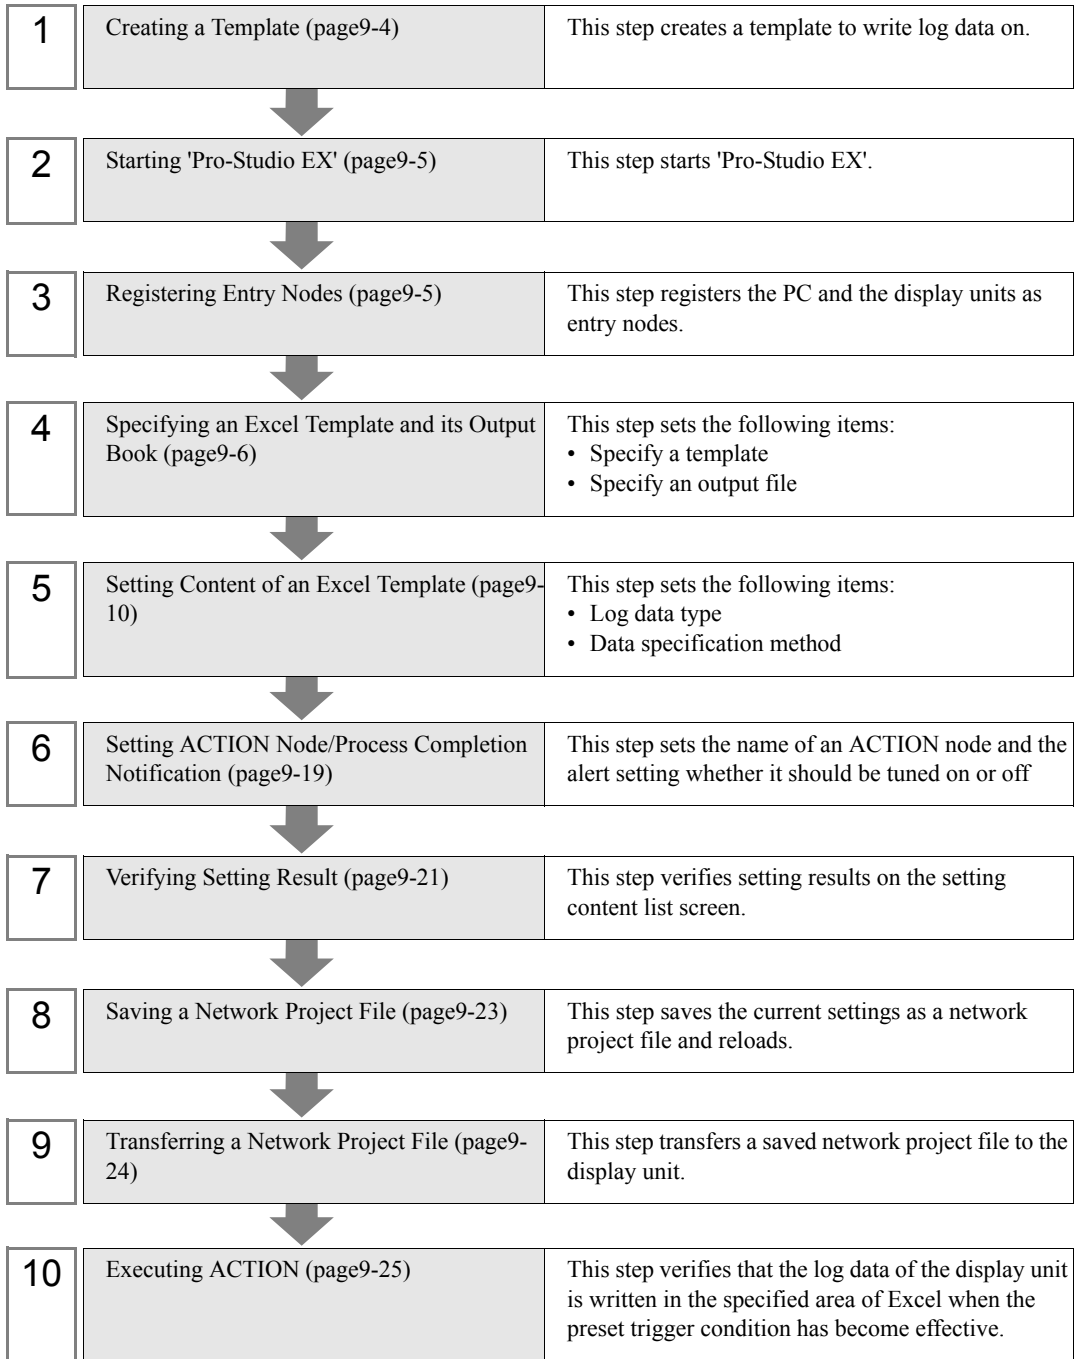 1
Creating a Template (page9-4)
This step creates a template to write log data on.
2
Starting 'Pro-Studio EX' (page9-5)
This step starts 'Pro-Studio EX'.
3
Registering Entry Nodes (page9-5)
This step registers the PC and the display units as
entry nodes.
4
Specifying an Excel Template and its Output
Book (page9-6)
This step sets the following items:
• Specify a template
• Specify an output file
5
Setting Content of an Excel Template (page9-
10)
This step sets the following items:
• Log data type
• Data specification method
6
Setting ACTION Node/Process Completion
Notification (page9-19)
This step sets the name of an ACTION node and the
alert setting whether it should be tuned on or off
7
Verifying Setting Result (page9-21)
This step verifies setting results on the setting
content list screen.
8
Saving a Network Project File (page9-23)
This step saves the current settings as a network
project file and reloads.
9
Transferring a Network Project File (page9-
24)
This step transfers a saved network project file to the
display unit.
10
Executing ACTION (page9-25)
This step verifies that the log data of the display unit
is written in the specified area of Excel when the
preset trigger condition has become effective.